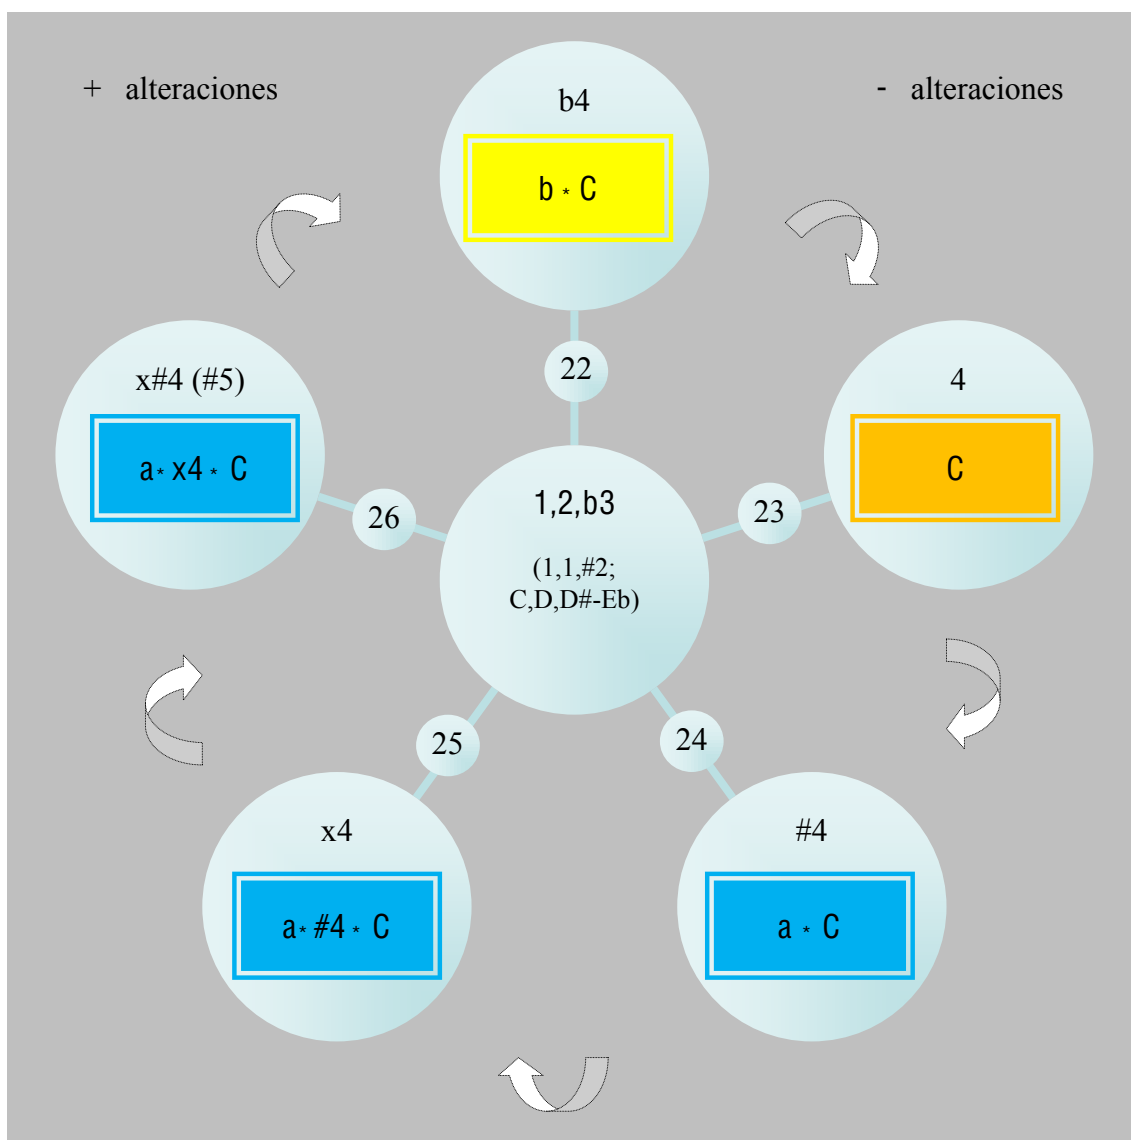 + alteraciones
- alteraciones
b4
b * C
22
x#4 (#5)
a* x4 * C
4
C
26
1,2,b3
23
(1,1,#2;
C,D,D#-Eb)
25
24
x4
a* #4 * C
#4
a * C